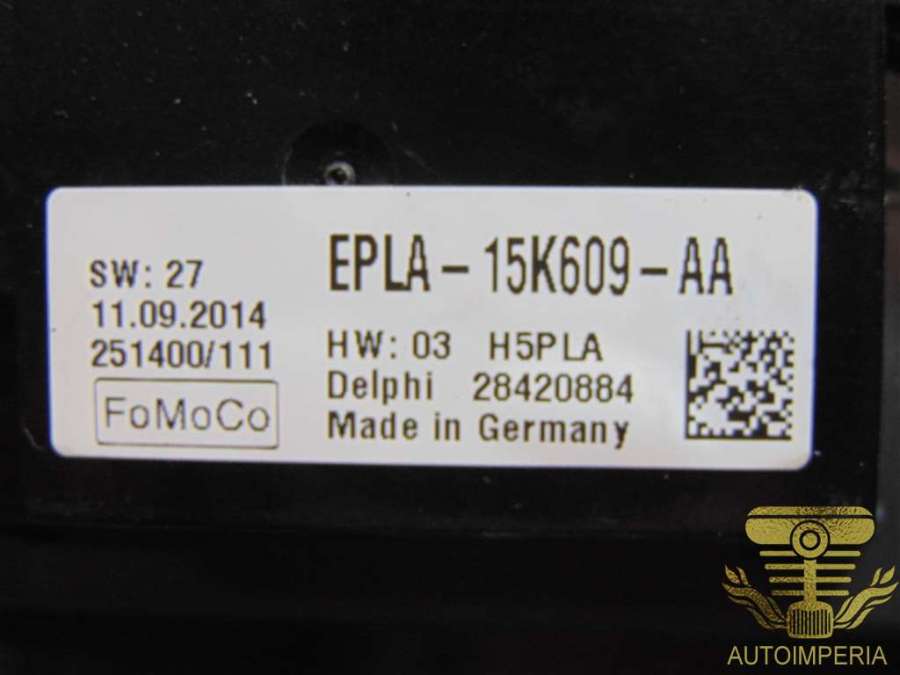 SW: 27
11.09.2014
251400/111
FoMoCo
EPLA-15K609-AA
HW: 03 H5PLA
Delphi 28420884
Made in Germany
AUTOIMPERIA